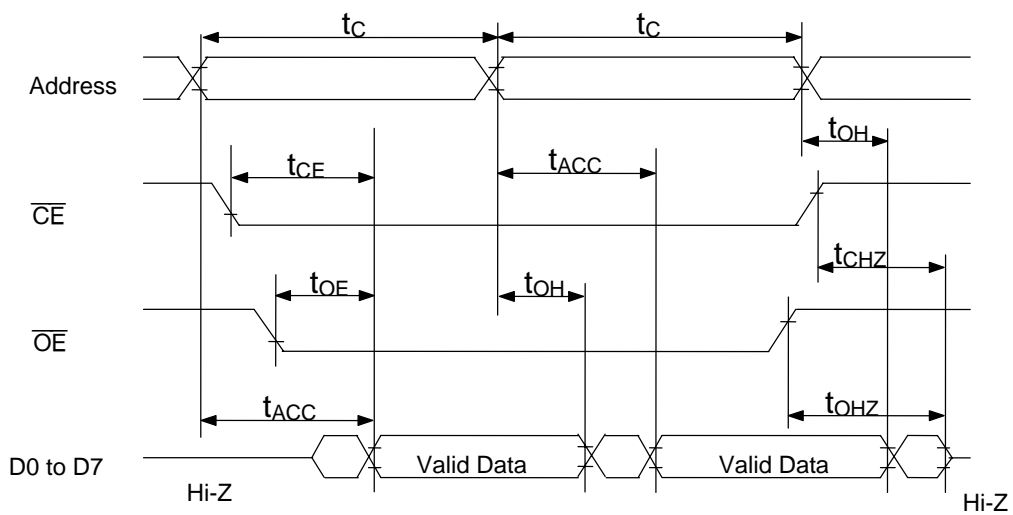 tC tC
Address
tOH
tCE tACC
CE
tCHZ
tOE tOH
OE
tACC tOHZ
D0 to D7 Valid Data Valid Data
Hi-Z Hi-Z